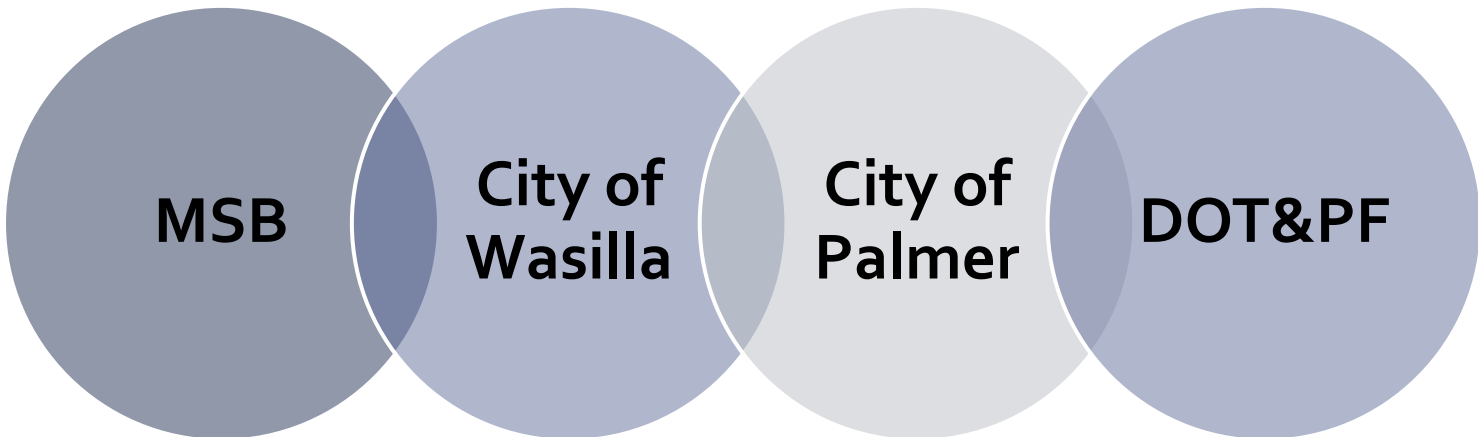 MSB
City of
Wasilla
City of
Palmer
DOT&PF